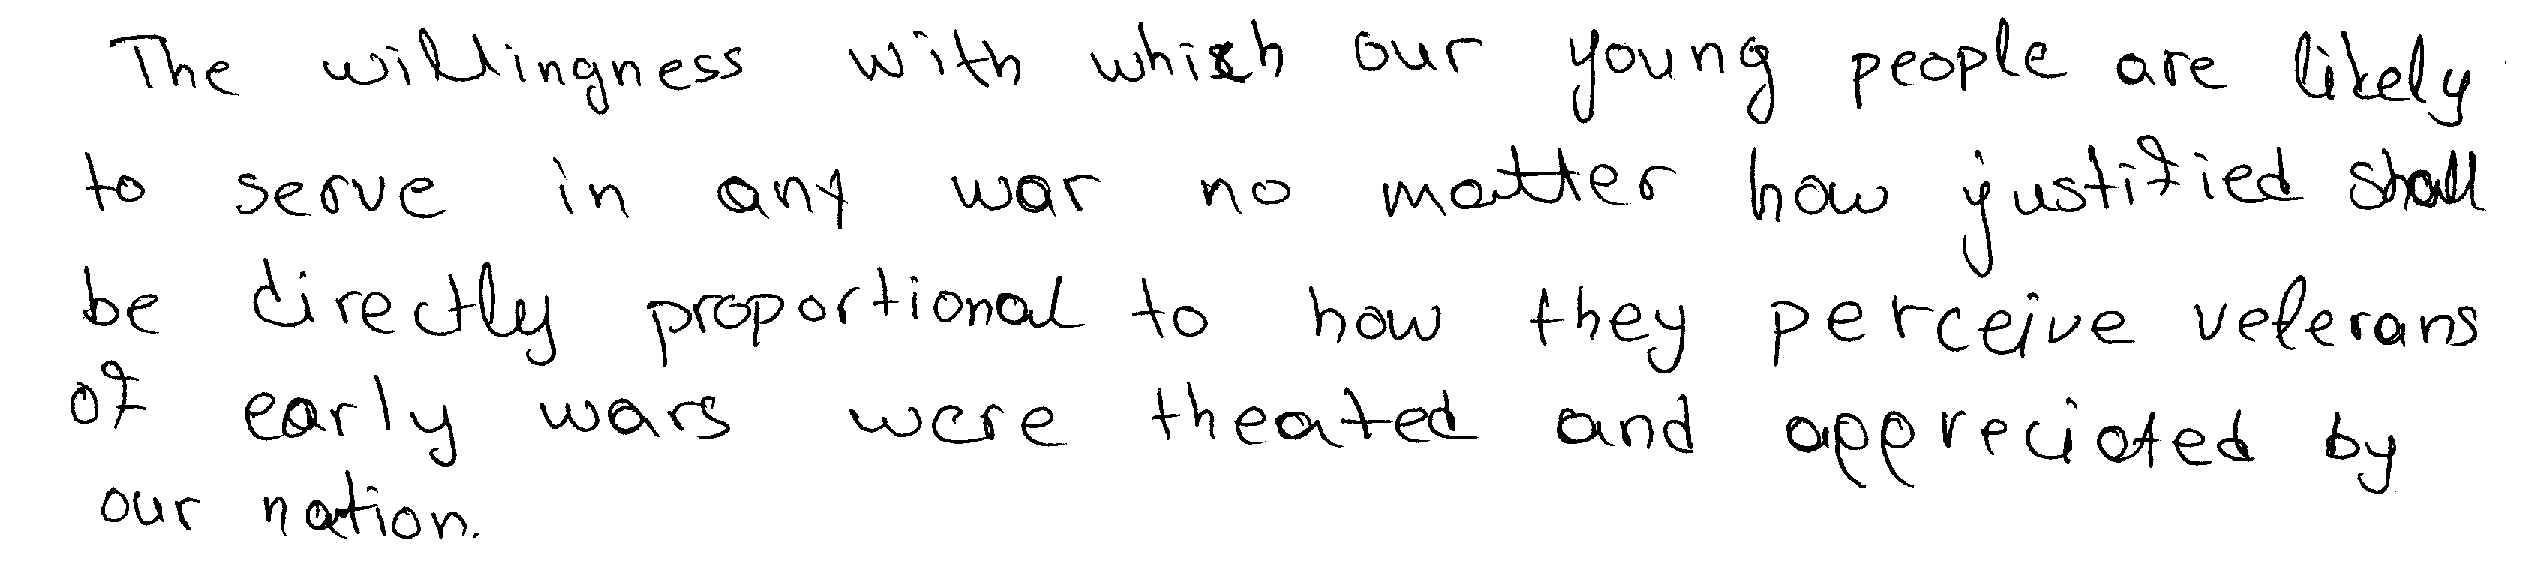 The willingness with which our young people are likely
to serve in any war no matter how justified shall
be directly proportional to how they perceive veterans
of early wars were theated and appreciated by
our nation.